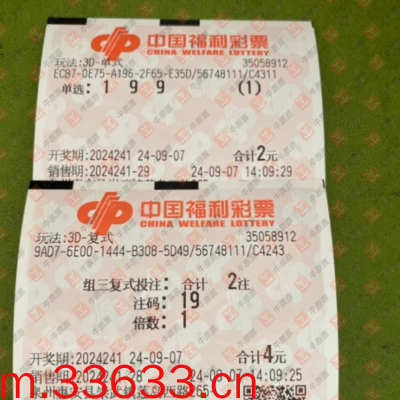 中国福利彩票
CHINA WELFARE LOTTERY
玩法:3D-单式 35058912
EC87-0E75-A196-2F65-E35D/56748111/C4311
单选: 1 9 9 (1)
开奖期:2024241 24-09-07 合计2元
销售期:2024241-29 24-09-07 14:09:29
中国福利彩票
CHINA WELFARE LOTTERY
玩法:3D-复式 35058912
9AD7-6E00-1444-B308-5D49/56748111/C4243
组三复式投注: 合计 2注
注码: 19
倍数: 1
开奖期:2024241 24-09-07 合计4元
14:09:25
m.33633.cn